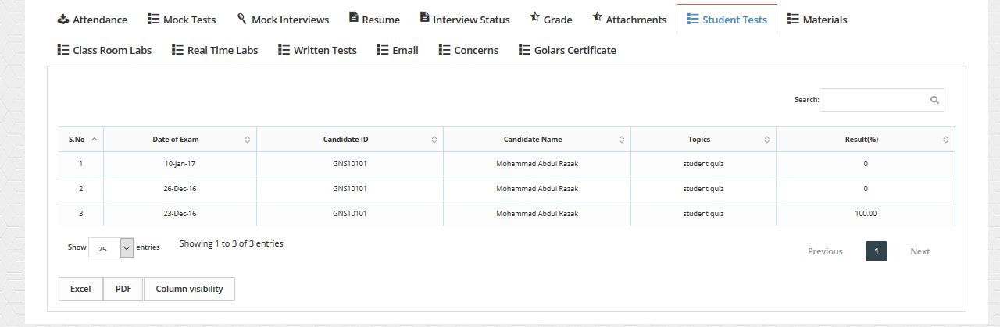 Attendance Mock Tests Mock Interviews Resume Interview Status Grade Attachments Student Tests Materials
Class Room Labs Real Time Labs Written Tests Email Concerns Golars Certificate
Search:
S.No Date of Exam Candidate ID Candidate Name Topics Result(%)
1 10-Jan-17 GNS10101 Mohammad Abdul Razak student quiz 0
2 26-Dec-16 GNS10101 Mohammad Abdul Razak student quiz 0
3 23-Dec-16 GNS10101 Mohammad Abdul Razak student quiz 100.00
Show 25 entries Showing 1 to 3 of 3 entries
Previous 1 Next
Excel PDF Column visibility